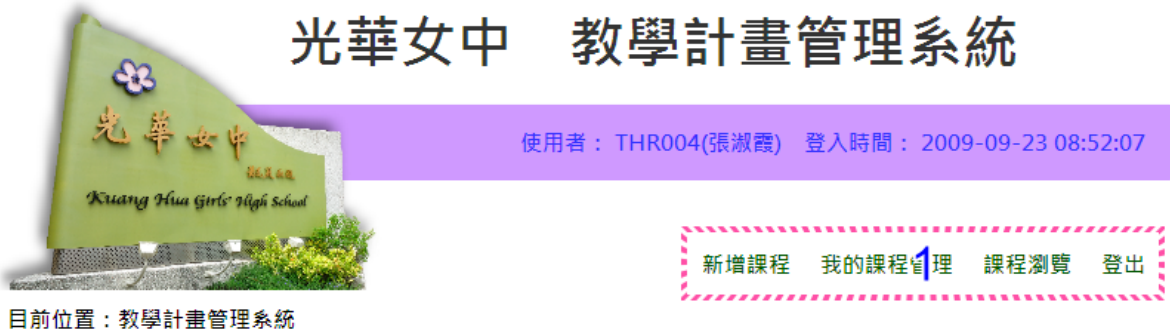 光華女中　教學計畫管理系統
光華女中
Kuang Hua Girls' High School
使用者： THR004(張淑霞)　登入時間： 2009-09-23 08:52:07
新增課程　我的課程管理　課程瀏覽　登出
1
目前位置：教學計畫管理系統